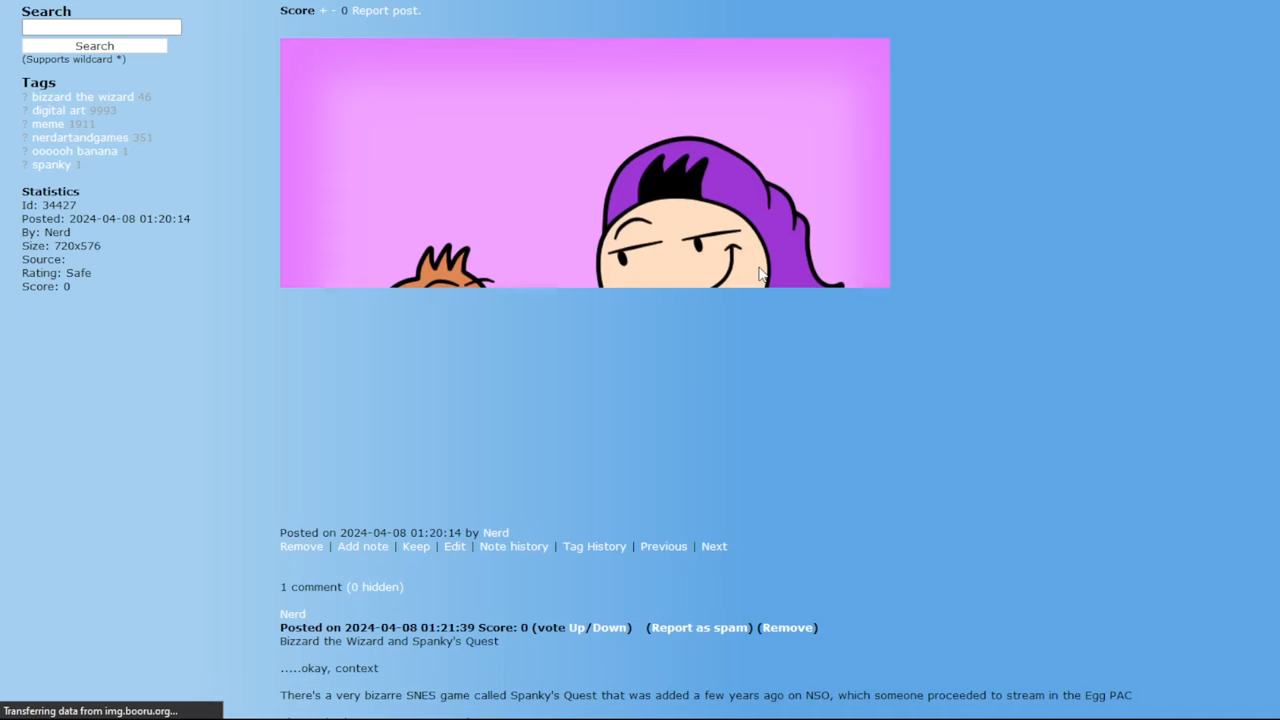 Search
Search
(Supports wildcard *)
Tags
? bizzard the wizard 46
? digital art 9993
? meme 1911
? nerdartandgames 351
? oooooh banana 1
? spanky 1
Statistics
Id: 34427
Posted: 2024-04-08 01:20:14
By: Nerd
Size: 720x576
Source:
Rating: Safe
Score: 0
Score + - 0 Report post.
Posted on 2024-04-08 01:20:14 by Nerd
Remove | Add note | Keep | Edit | Note history | Tag History | Previous | Next
1 comment (0 hidden)
Nerd
Posted on 2024-04-08 01:21:39 Score: 0 (vote Up/Down) (Report as spam) (Remove)
Bizzard the Wizard and Spanky's Quest
.....okay, context
There's a very bizarre SNES game called Spanky's Quest that was added a few years ago on NSO, which someone proceeded to stream in the Egg PAC
Transferring data from img.booru.org...